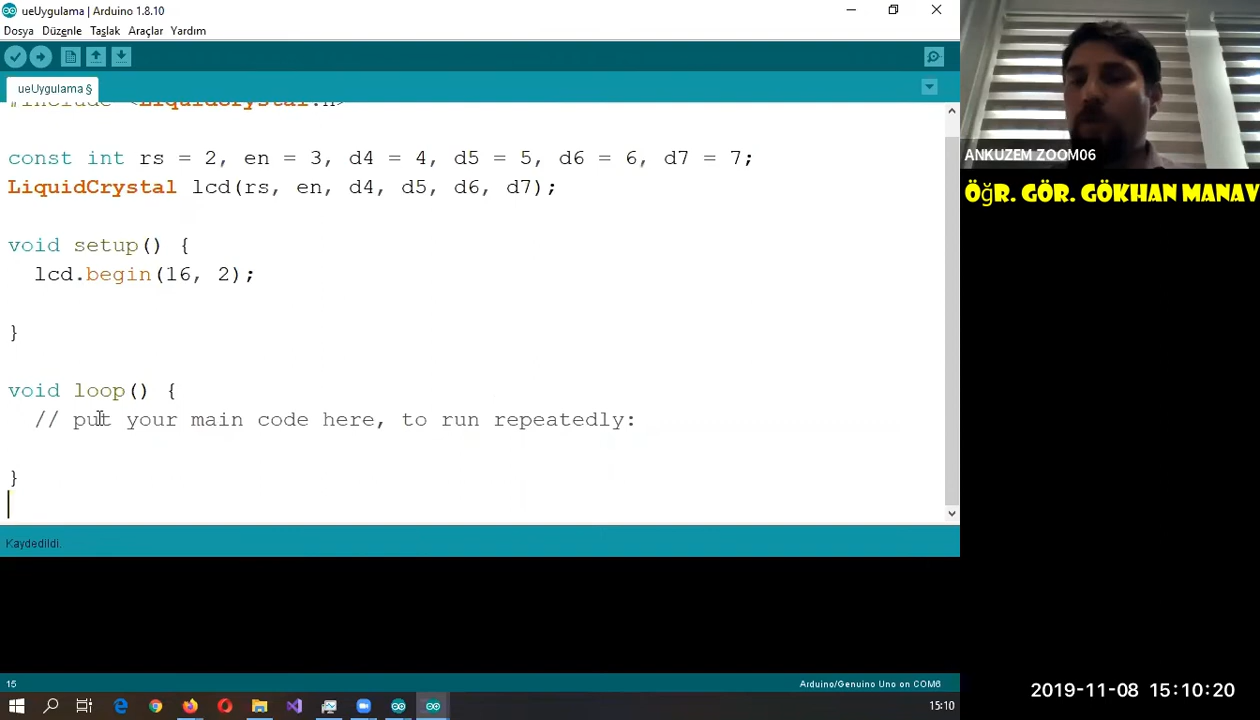 ueUygulama | Arduino 1.8.10
Dosya Düzenle Taslak Araçlar Yardım
ueUygulama §
#include <LiquidCrystal.h>
const int rs = 2, en = 3, d4 = 4, d5 = 5, d6 = 6, d7 = 7;
LiquidCrystal lcd(rs, en, d4, d5, d6, d7);
void setup() {
lcd.begin(16, 2);
}
void loop() {
// put your main code here, to run repeatedly:
}
Kaydedildi.
15
Arduino/Genuino Uno on COM6
15:10
ANKUZEM ZOOM06
ÖğR. GÖR. GÖKHAN MANAV
2019-11-08 15:10:20